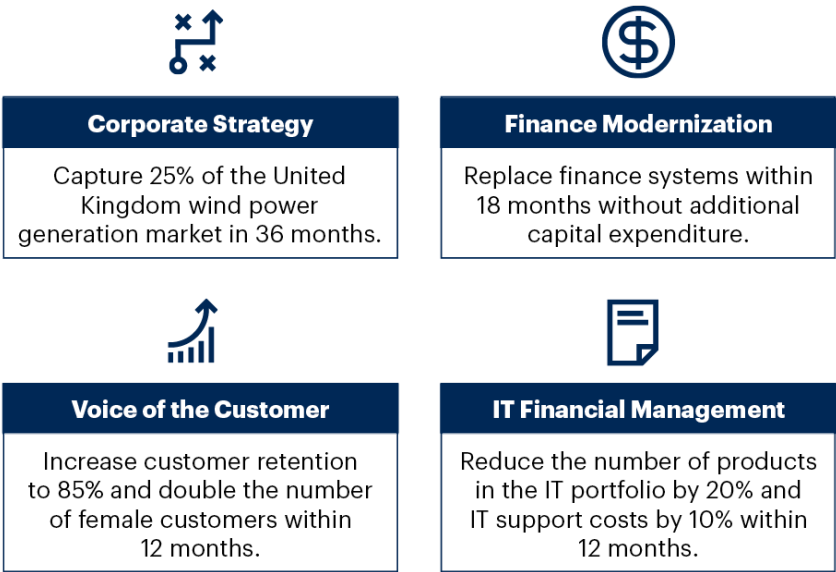 Corporate Strategy
Capture 25% of the United
Kingdom wind power
generation market in 36 months.
Finance Modernization
Replace finance systems within
18 months without additional
capital expenditure.
Voice of the Customer
Increase customer retention
to 85% and double the number
of female customers within
12 months.
IT Financial Management
Reduce the number of products
in the IT portfolio by 20% and
IT support costs by 10% within
12 months.